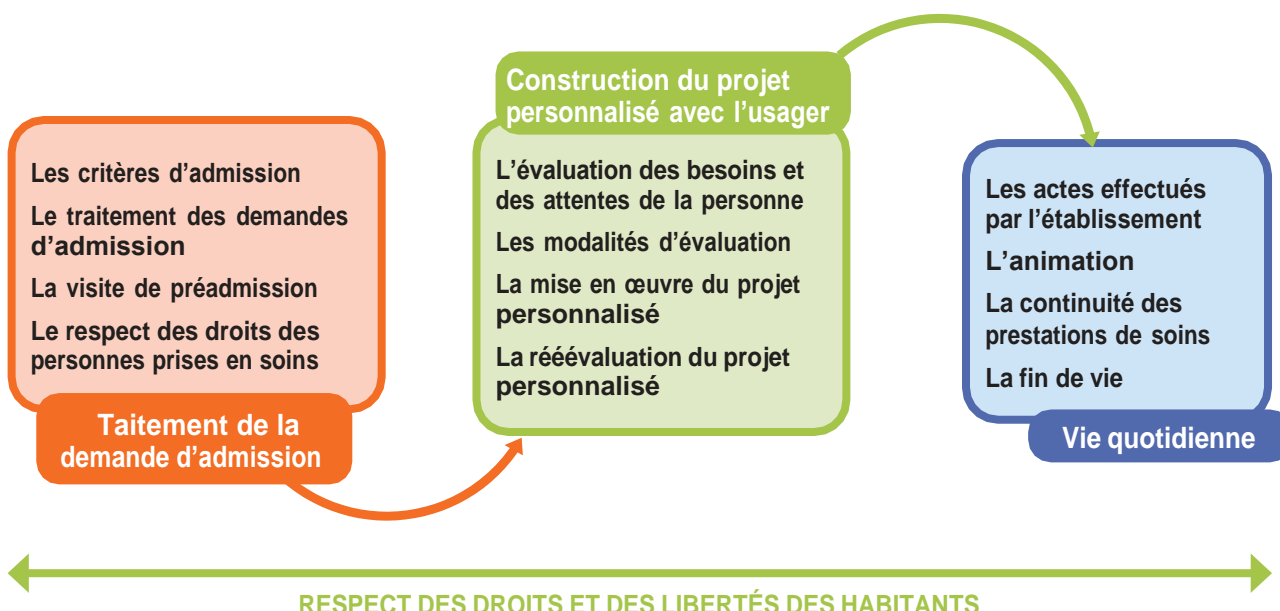 Les critères d’admission
Le traitement des demandes
d’admission
La visite de préadmission
Le respect des droits des
personnes prises en soins
Taitement de la
demande d’admission
Construction du projet
personnalisé avec l’usager
L’évaluation des besoins et
des attentes de la personne
Les modalités d’évaluation
La mise en œuvre du projet
personnalisé
La rééévaluation du projet
personnalisé
Les actes effectués
par l’établissement
L’animation
La continuité des
prestations de soins
La fin de vie
Vie quotidienne
RESPECT DES DROITS ET DES LIBERTÉS DES HABITANTS